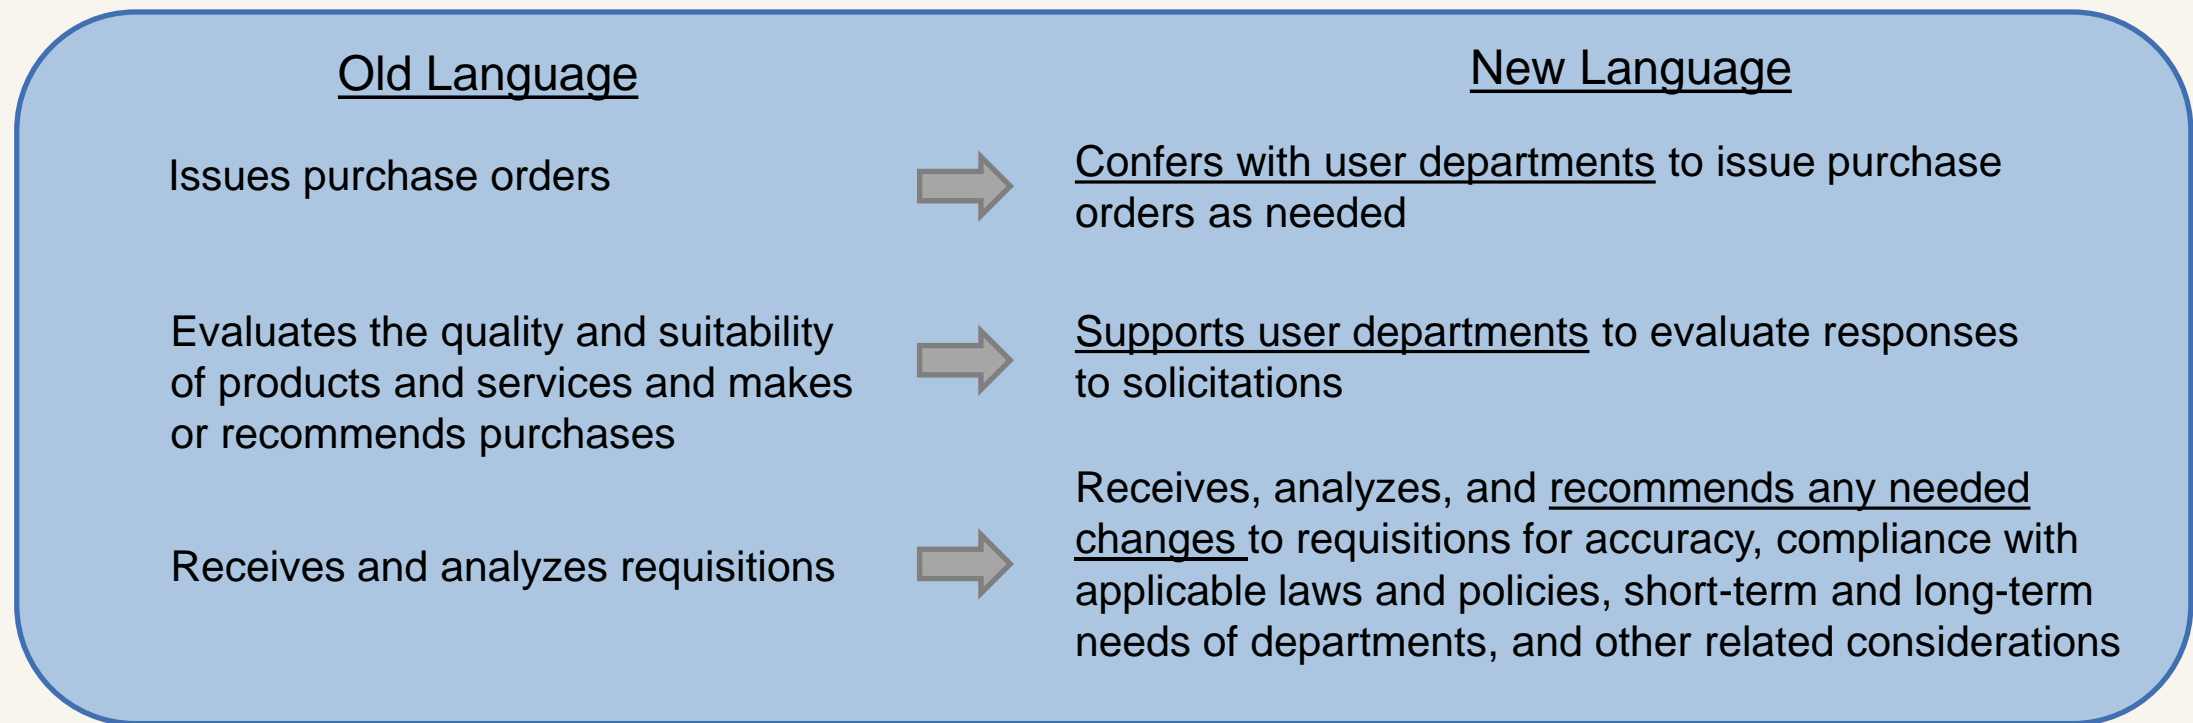 Old Language
New Language
Issues purchase orders
Confers with user departments to issue purchase
orders as needed
Evaluates the quality and suitability
of products and services and makes
or recommends purchases
Supports user departments to evaluate responses
to solicitations
Receives and analyzes requisitions
Receives, analyzes, and recommends any needed
changes to requisitions for accuracy, compliance with
applicable laws and policies, short-term and long-term
needs of departments, and other related considerations